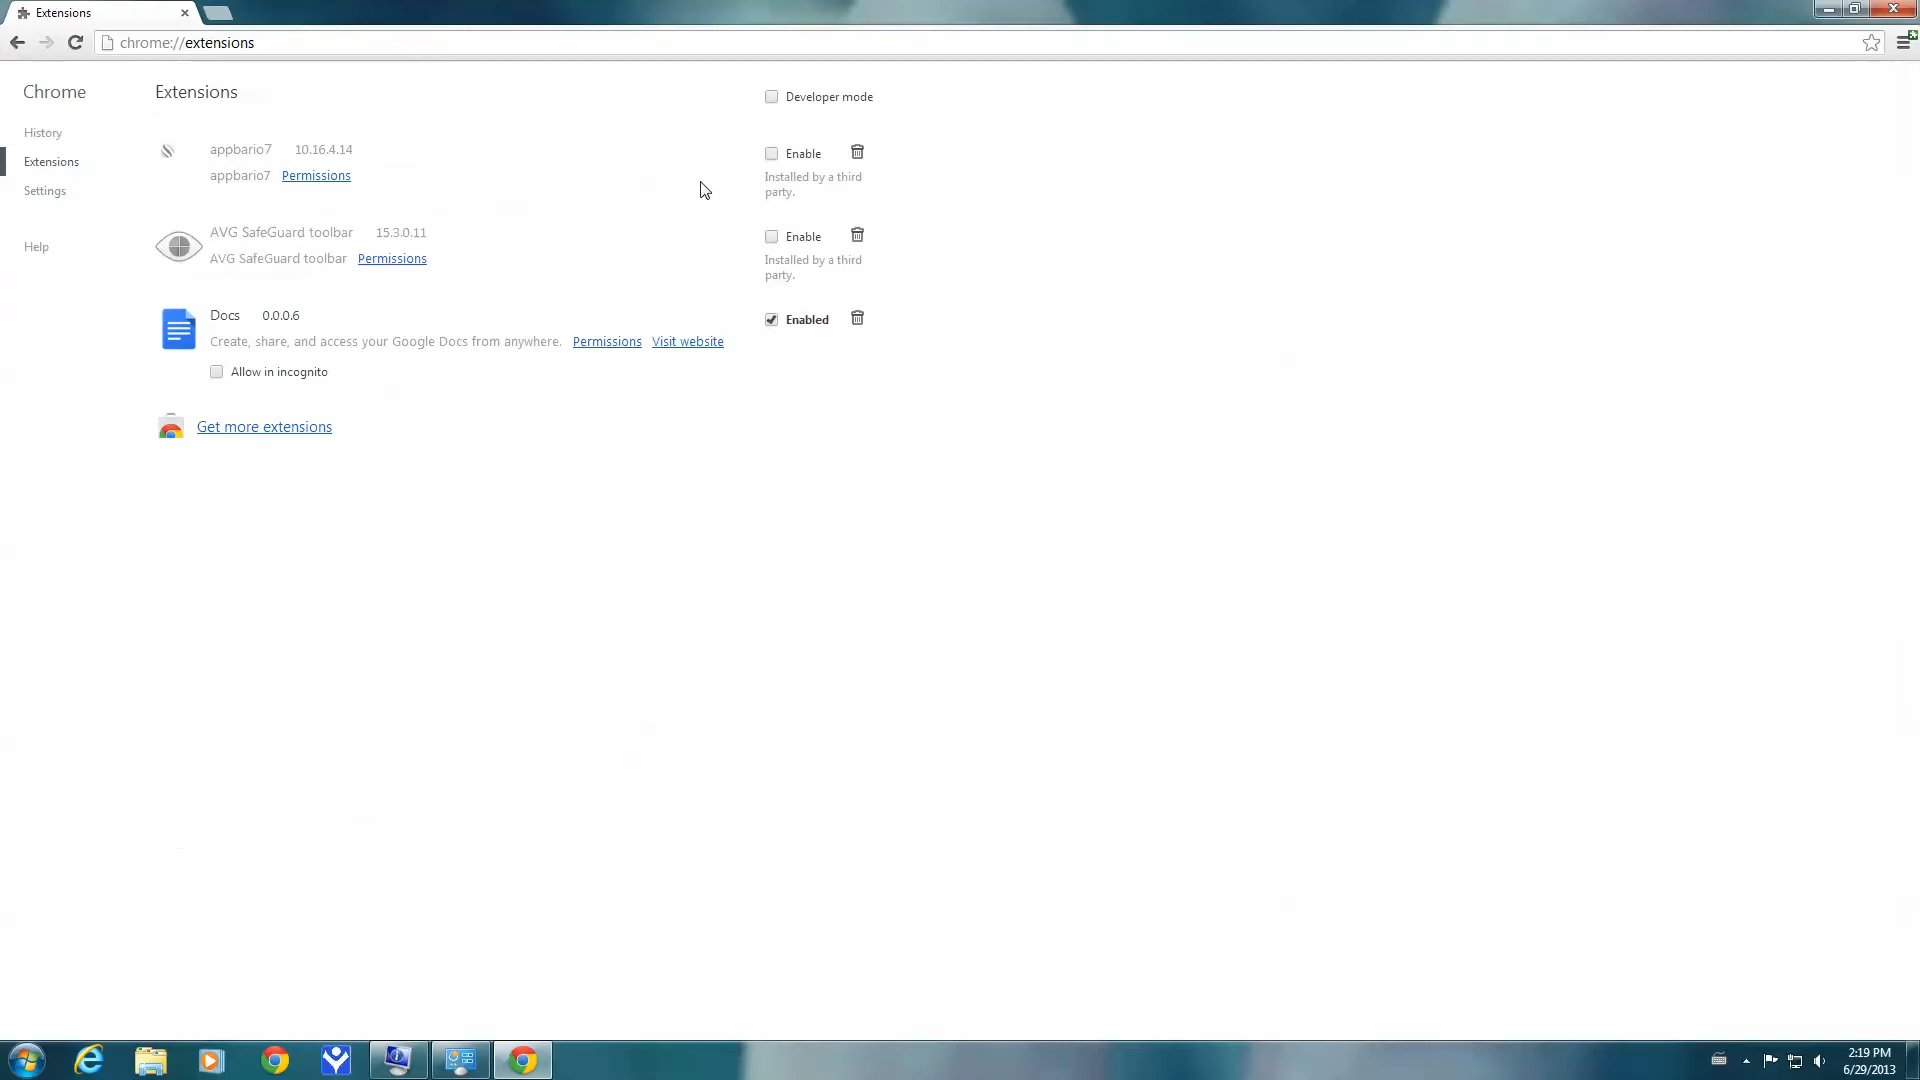 Extensions
chrome://extensions
Chrome
Extensions
Developer mode
History
Extensions
Settings
Help
appbario7 10.16.4.14
appbario7 Permissions
Enable
Installed by a third
party.
AVG SafeGuard toolbar 15.3.0.11
AVG SafeGuard toolbar Permissions
Enable
Installed by a third
party.
Docs 0.0.0.6
Create, share, and access your Google Docs from anywhere. Permissions Visit website
Allow in incognito
Enabled
Get more extensions
2:19 PM
6/29/2013